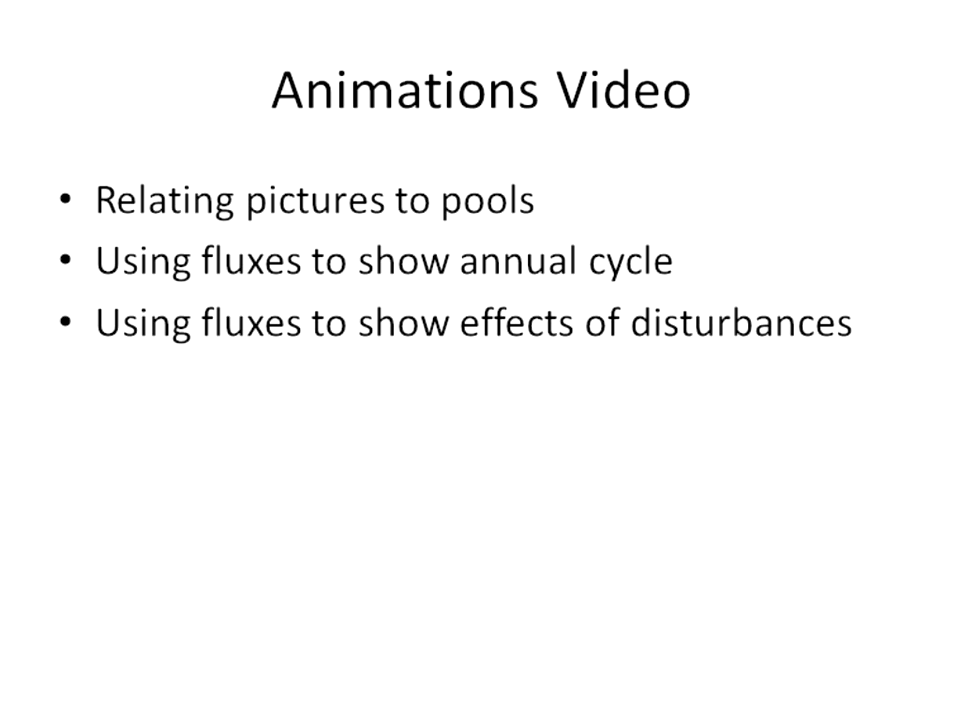 Animations Video
• Relating pictures to pools
• Using fluxes to show annual cycle
• Using fluxes to show effects of disturbances